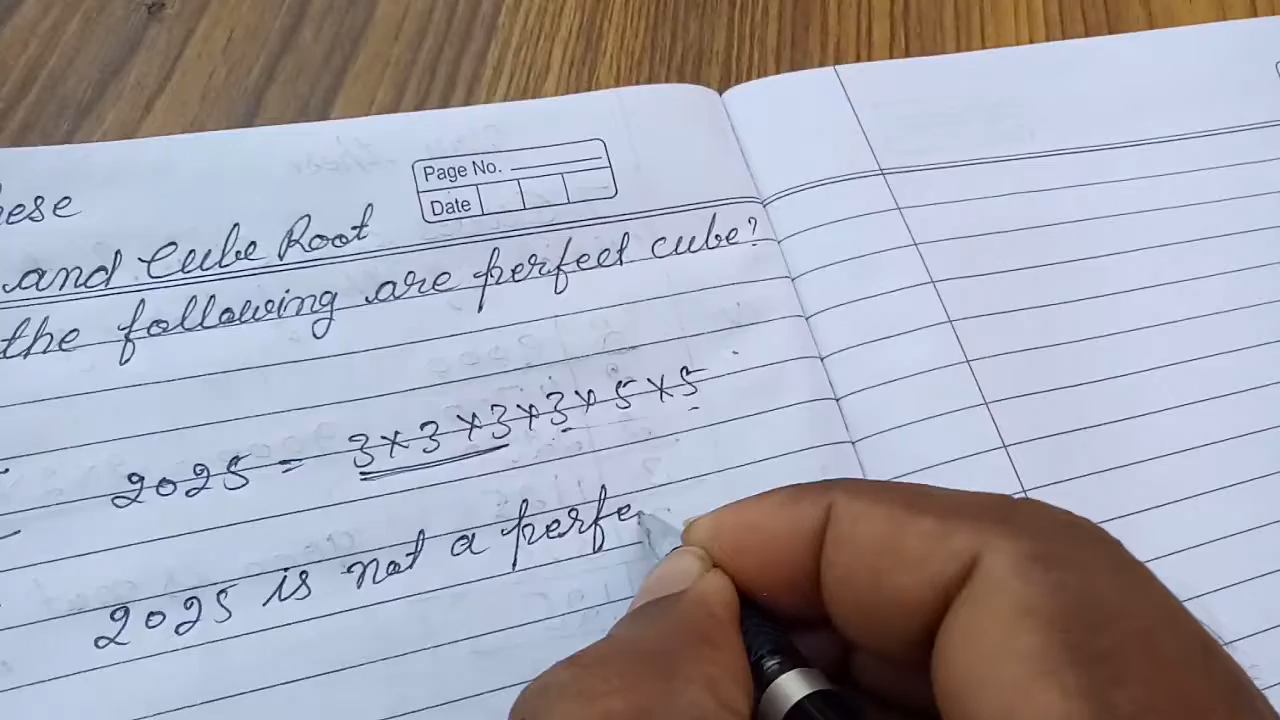 Page No.
Date
and Cube Root
the following are perfect cube?
2025 = 3×3×3×3×5×5
2025 is not a perfe